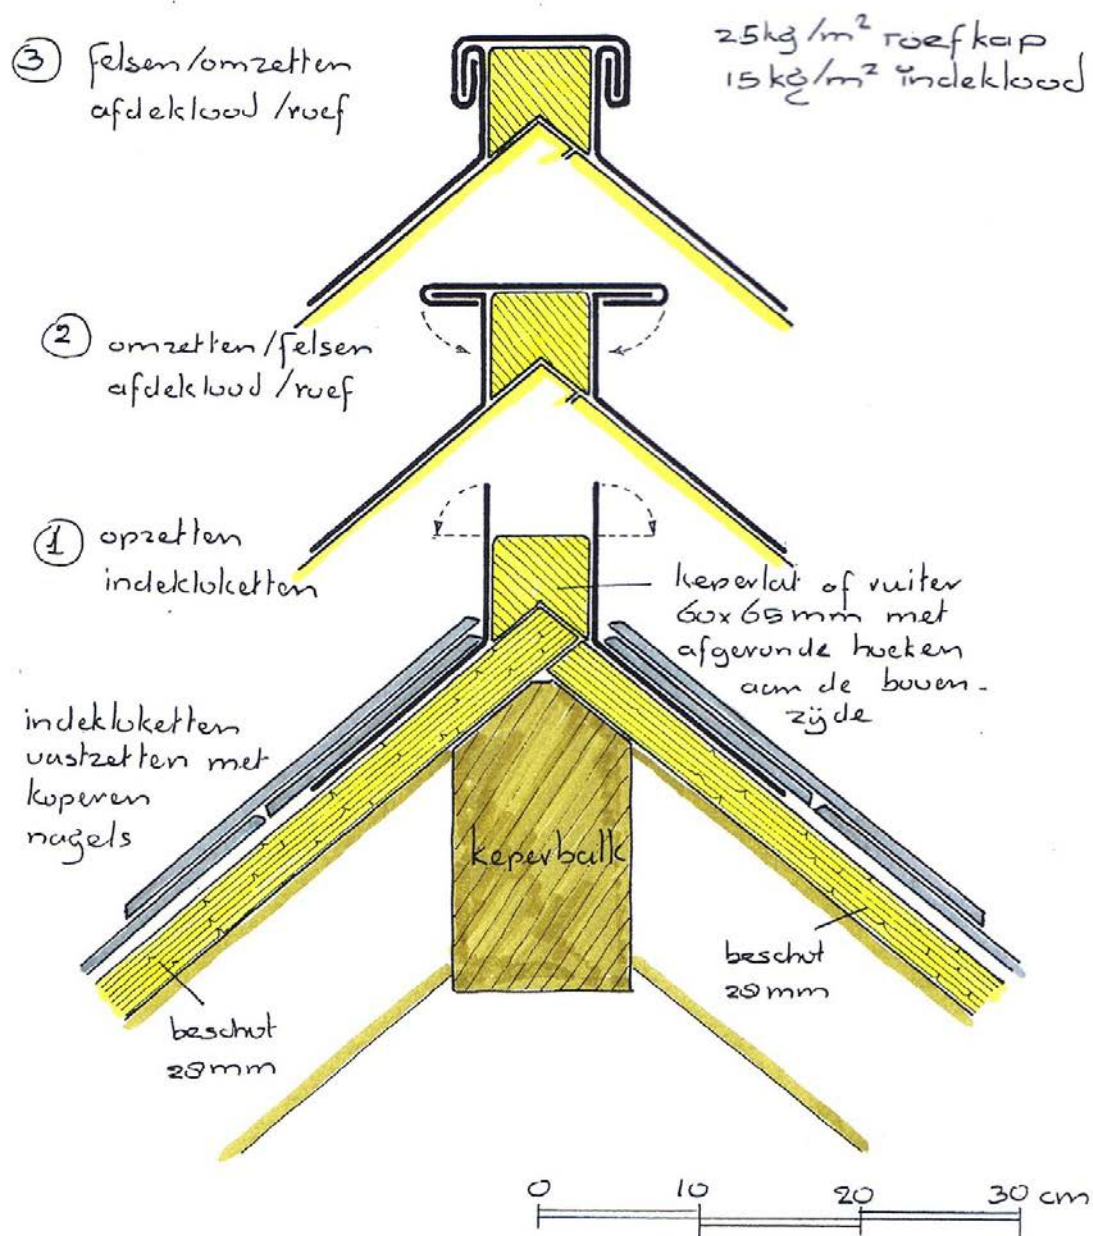 3 felsen/omzetten
afdeklood/roef
25kg/m² roefkap
15kg/m² indeklood
2 omzetten/felsen
afdeklood/roef
1 opzetten
indekloketten
keperlat of ruiter
60x65mm met
afgeronde hoeken
aan de boven-
zijde
indekloketten
vastzetten met
koperen
nagels
keperbalk
beschot
28mm
beschot
28mm
0 10 20 30 cm